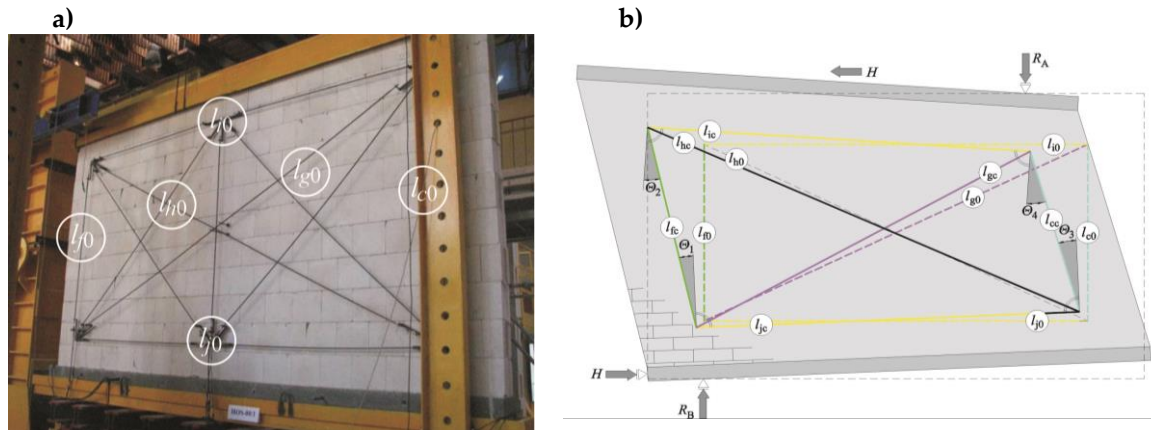 a)
b)
l_i0
l_g0
l_h0
l_c0
l_f0
l_j0
R_A
H
l_ic
l_hc
l_h0
l_i0
l_gc
l_g0
Θ_2
Θ_4
l_cc
Θ_3
l_c0
l_fc
Θ_1
l_f0
l_jc
l_j0
H
R_B